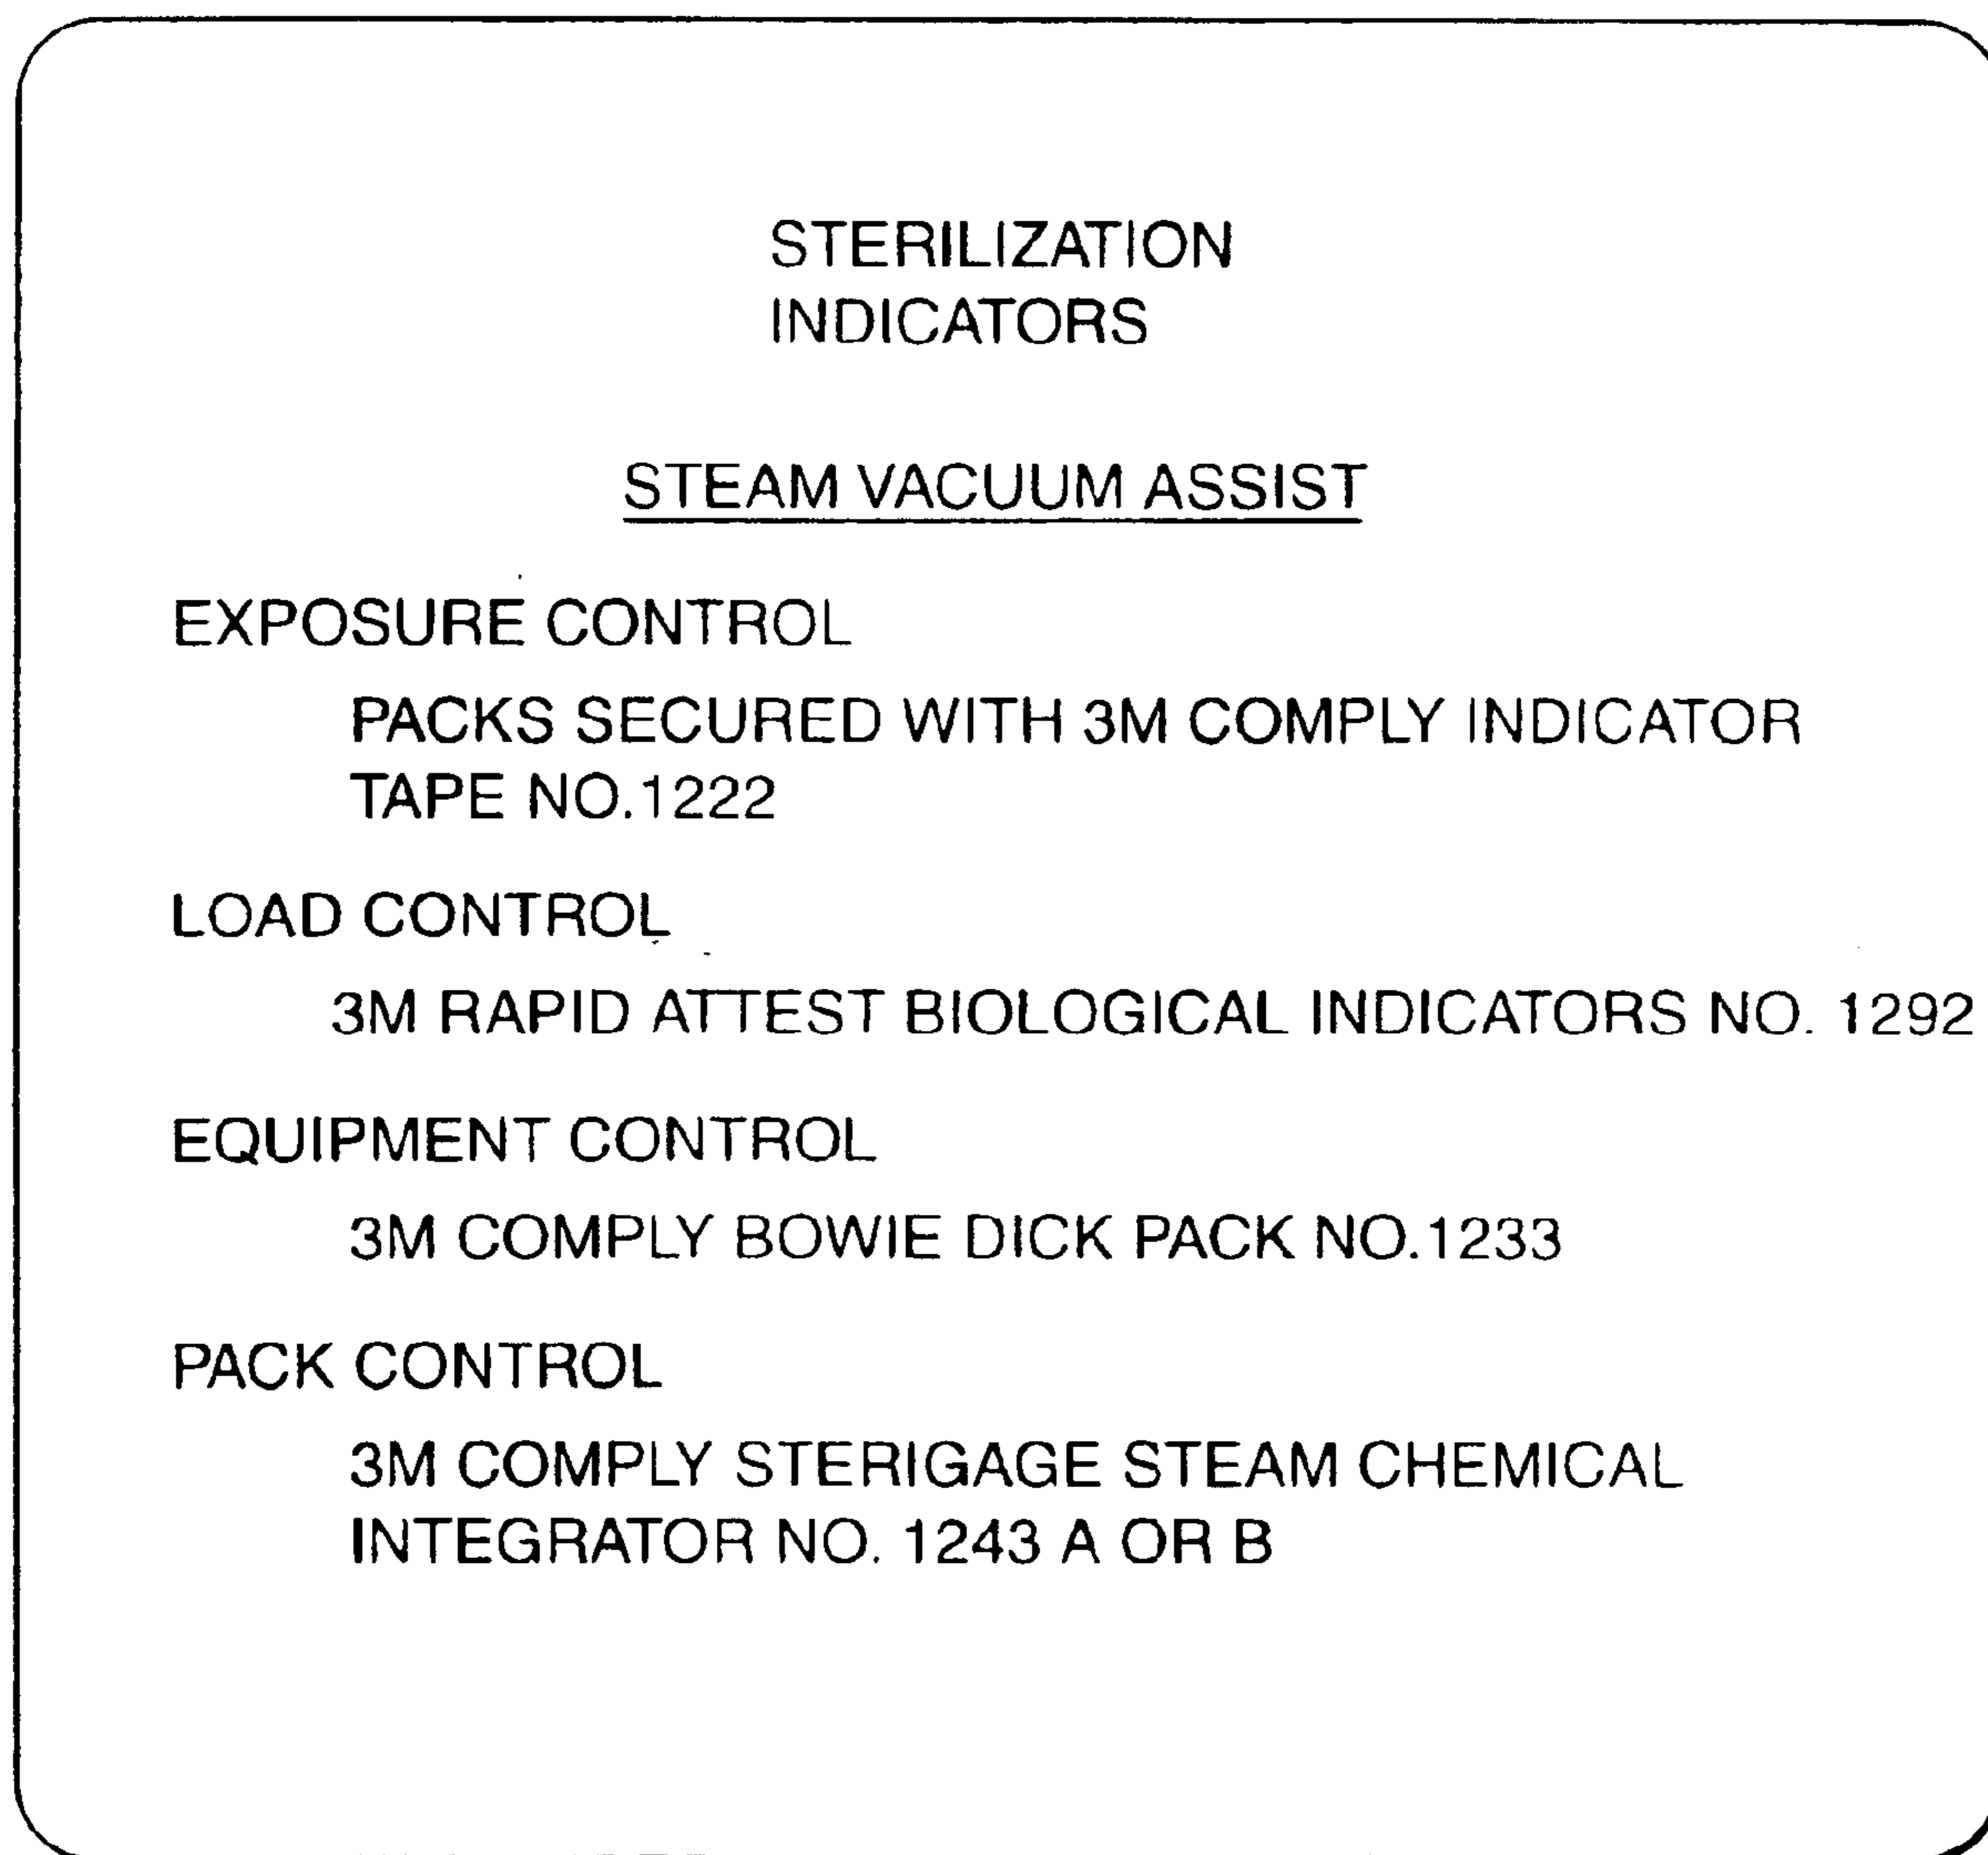 STERILIZATION
INDICATORS
STEAM VACUUM ASSIST
EXPOSURE CONTROL
PACKS SECURED WITH 3M COMPLY INDICATOR
TAPE NO.1222
LOAD CONTROL
3M RAPID ATTEST BIOLOGICAL INDICATORS NO. 1292
EQUIPMENT CONTROL
3M COMPLY BOWIE DICK PACK NO.1233
PACK CONTROL
3M COMPLY STERIGAGE STEAM CHEMICAL
INTEGRATOR NO. 1243 A OR B